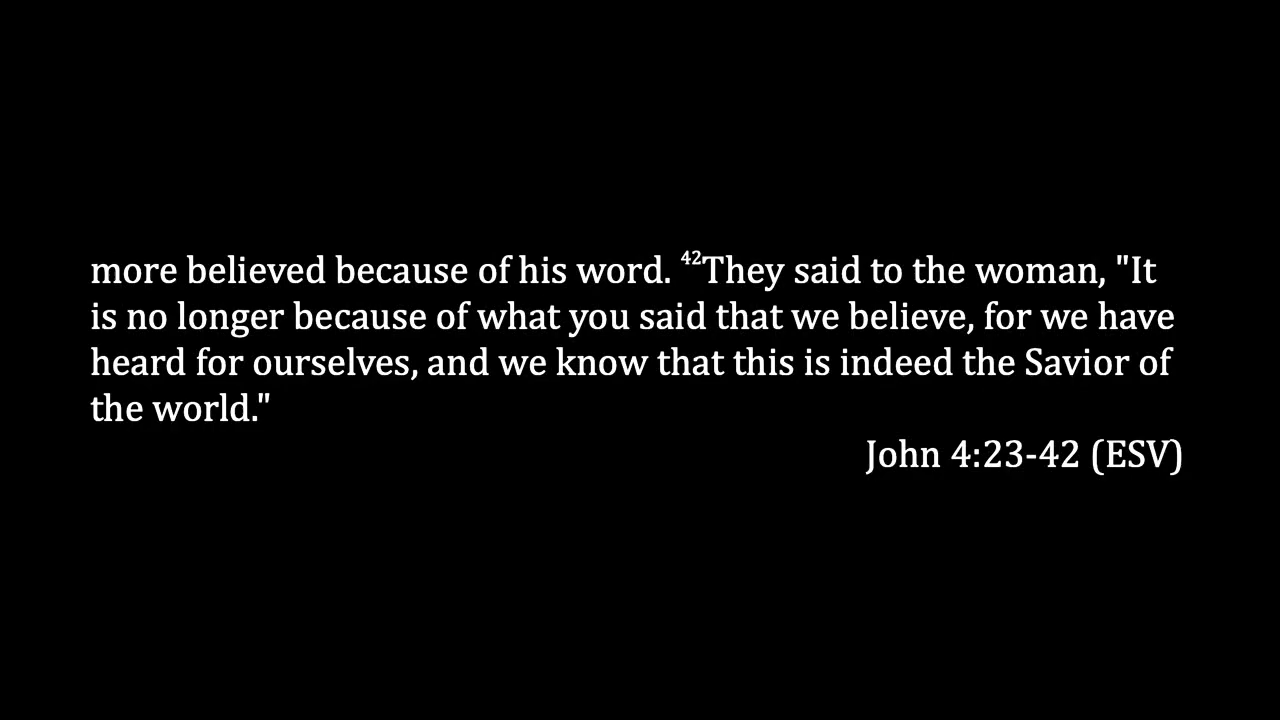 more believed because of his word. ⁴²They said to the woman, "It
is no longer because of what you said that we believe, for we have
heard for ourselves, and we know that this is indeed the Savior of
the world."
John 4:23-42 (ESV)